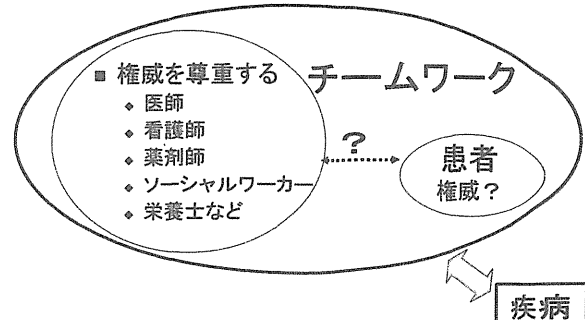 ■ 権威を尊重する
チームワーク
◆ 医師
◆ 看護師
◆ 薬剤師
◆ ソーシャルワーカー
◆ 栄養士など
?
患者
権威?
疾病